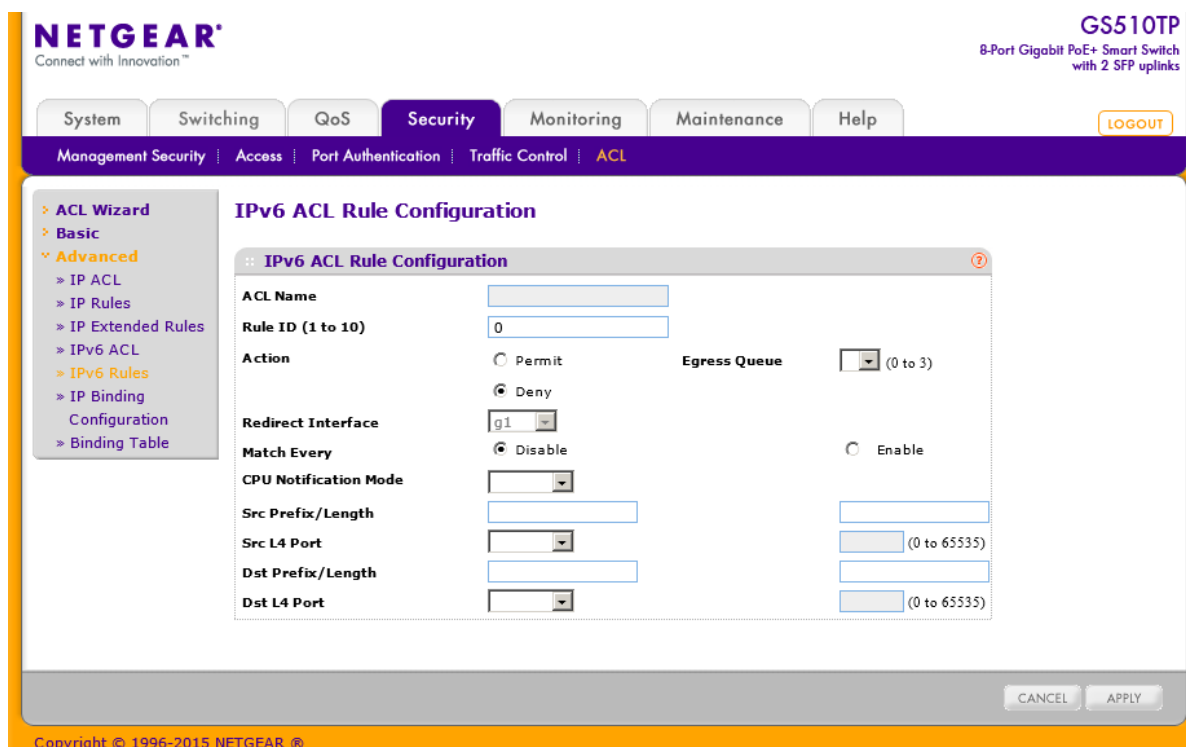 NETGEAR®
Connect with Innovation™
GS510TP
8-Port Gigabit PoE+ Smart Switch
with 2 SFP uplinks
System Switching QoS Security Monitoring Maintenance Help
LOGOUT
Management Security Access Port Authentication Traffic Control ACL
ACL Wizard
Basic
Advanced
» IP ACL
» IP Rules
» IP Extended Rules
» IPv6 ACL
» IPv6 Rules
» IP Binding
Configuration
» Binding Table
IPv6 ACL Rule Configuration
IPv6 ACL Rule Configuration ?
ACL Name
Rule ID (1 to 10) 0
Action Permit Egress Queue (0 to 3)
Deny
Redirect Interface g1
Match Every Disable Enable
CPU Notification Mode
Src Prefix/Length
Src L4 Port (0 to 65535)
Dst Prefix/Length
Dst L4 Port (0 to 65535)
CANCEL APPLY
Copyright © 1996-2015 NETGEAR ®